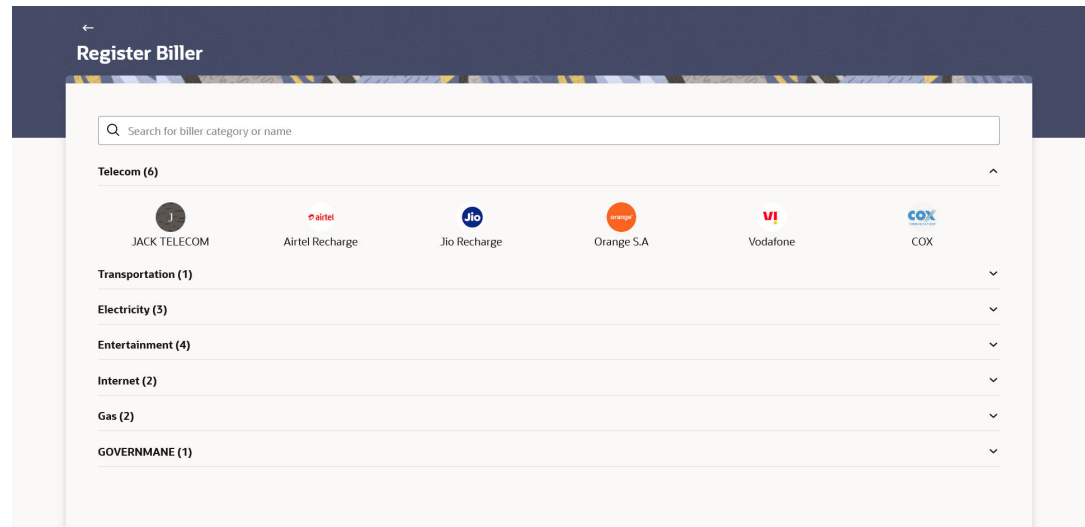 Register Biller
Search for biller category or name
Telecom (6)
J
airtel
Jio
orange
VI
COX
JACK TELECOM
Airtel Recharge
Jio Recharge
Orange S.A
Vodafone
COX
Transportation (1)
Electricity (3)
Entertainment (4)
Internet (2)
Gas (2)
GOVERNMANE (1)